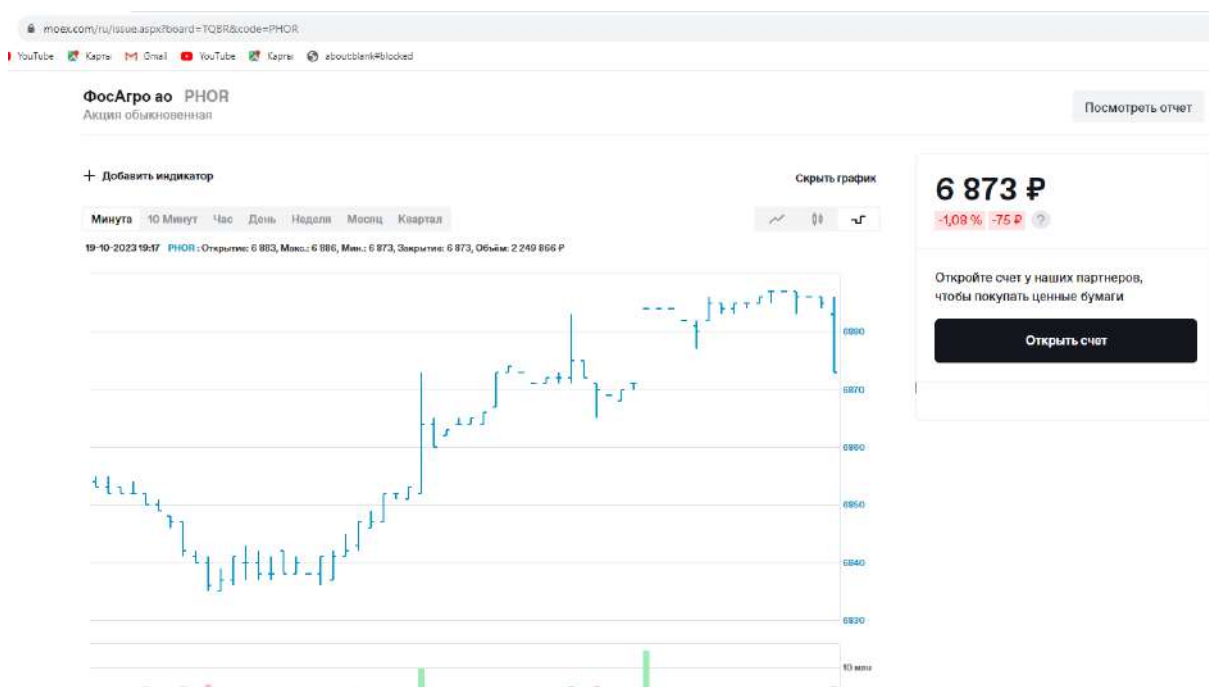 moex.com/ru/issue.aspx?board=TQBR&code=PHOR
YouTube Карты Gmail YouTube Карты about:blank#blocked
ФосАгро ао PHOR
Акция обыкновенная
Посмотреть отчет
+ Добавить индикатор
Скрыть график
Минута 10 Минут Час День Неделя Месяц Квартал
19-10-2023 19:17 PHOR : Открытие: 6 883, Макс.: 6 886, Мин.: 6 873, Закрытие: 6 873, Объём: 2 249 866 ₽
6 873 ₽
-1,08 % -75 ₽ ?
Откройте счет у наших партнеров,
чтобы покупать ценные бумаги
Открыть счет
6880
6870
6860
6850
6840
6830
10 млн